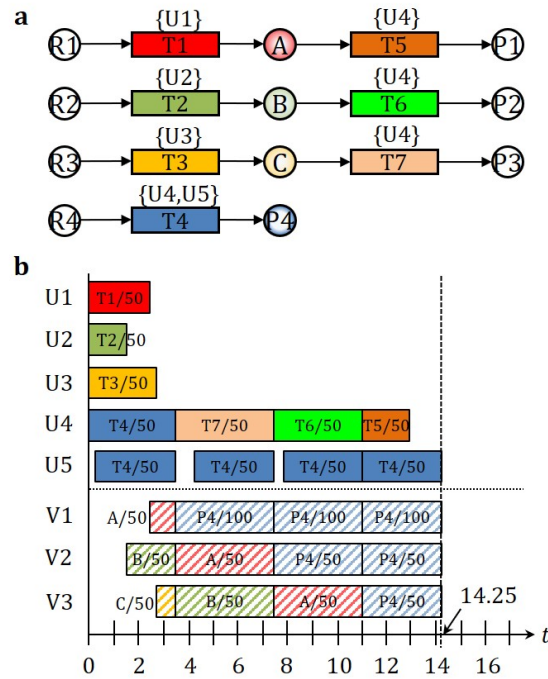 a
{U1} {U4}
R1 T1 A T5 P1
{U2} {U4}
R2 T2 B T6 P2
{U3} {U4}
R3 T3 C T7 P3
{U4,U5}
R4 T4 P4
b
U1 T1/50
U2 T2/50
U3 T3/50
U4 T4/50 T7/50 T6/50 T5/50
U5 T4/50 T4/50 T4/50 T4/50
V1 A/50 P4/100 P4/100 P4/100
V2 B/50 A/50 P4/50 P4/50
V3 C/50 B/50 A/50 P4/50
14.25
t
0 2 4 6 8 10 12 14 16